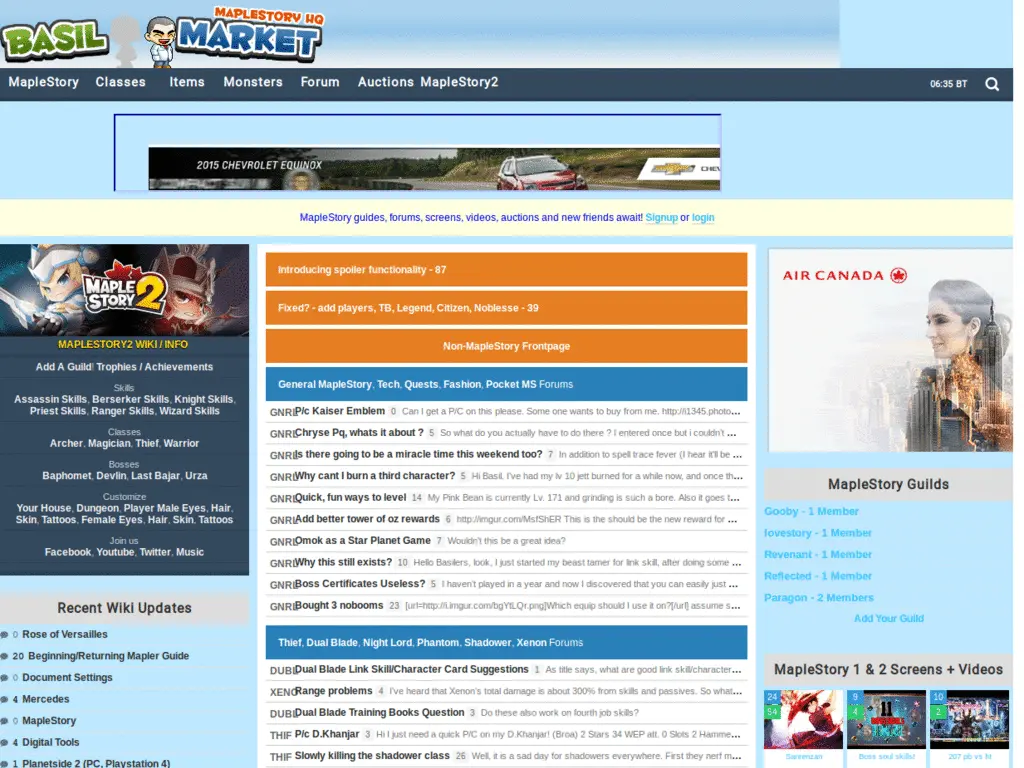 BASIL MARKET
MAPLESTORY HQ
MapleStory Classes Items Monsters Forum Auctions MapleStory2
06:35 BT
2015 CHEVROLET EQUINOX
MapleStory guides, forums, screens, videos, auctions and new friends await! Signup or login
MAPLE STORY 2
MAPLESTORY2 WIKI / INFO
Add A Guild! Trophies / Achievements
Skills
Assassin Skills, Berserker Skills, Knight Skills,
Priest Skills, Ranger Skills, Wizard Skills
Classes
Archer, Magician, Thief, Warrior
Bosses
Baphomet, Devlin, Last Bajar, Urza
Customize
Your House, Dungeon, Player Male Eyes, Hair,
Skin, Tattoos, Female Eyes, Hair, Skin, Tattoos
Join us
Facebook, Youtube, Twitter, Music
Recent Wiki Updates
0 Rose of Versailles
20 Beginning/Returning Mapler Guide
0 Document Settings
4 Mercedes
0 MapleStory
4 Digital Tools
1 Planetside 2 (PC, Playstation 4)
Introducing spoiler functionality - 87
Fixed? - add players, TB, Legend, Citizen, Noblesse - 39
Non-MapleStory Frontpage
General MapleStory, Tech, Quests, Fashion, Pocket MS Forums
GNRL P/c Kaiser Emblem 0 Can I get a P/C on this please. Some one wants to buy from me. http://i1345.photo...
GNRL Chryse Pq, whats it about ? 5 So what do you actually have to do there ? I entered once but i couldn't ...
GNRL Is there going to be a miracle time this weekend too? 7 In addition to spell trace fever (I hear it'll be ...
GNRL Why cant I burn a third character? 5 Hi Basil. I've had my lv 10 jett burned for a while now, and once th...
GNRL Quick, fun ways to level 14 My Pink Bean is currently Lv. 171 and grinding is such a bore. Also it goes t...
GNRL Add better tower of oz rewards 6 http://imgur.com/MsfShER This is the should be the new reward for ...
GNRL Omok as a Star Planet Game 7 Wouldn't this be a great idea?
GNRL Why this still exists? 10 Hello Basilers, look, I just started my beast tamer for link skill, after doing some ...
GNRL Boss Certificates Useless? 5 I haven't played in a year and now I discovered that you can easily just ...
GNRL Bought 3 nobooms 23 [url=http://i.imgur.com/bgYtLQr.png]Which equip should I use it on?[/url] assume s...
Thief, Dual Blade, Night Lord, Phantom, Shadower, Xenon Forums
DUBL Dual Blade Link Skill/Character Card Suggestions 1 As title says, what are good link skill/character...
XENO Range problems 4 I've heard that Xenon's total damage is about 300% from skills and passives. So what...
DUBL Dual Blade Training Books Question 3 Do these also work on fourth job skills?
THIF P/c D.Khanjar 3 Hi I just need a quick P/C on my D.Khanjar! (Broa) 2 Stars 34 WEP att. 0 Slots 2 Hamme...
THIF Slowly killing the shadower class 26 Well, it is a sad day for shadowers everywhere. First they nerf m...
AIR CANADA
MapleStory Guilds
Gooby - 1 Member
lovestory - 1 Member
Revenant - 1 Member
Reflected - 1 Member
Paragon - 2 Members
Add Your Guild
MapleStory 1 & 2 Screens + Videos
24 9 10
54 4 2
Sareenzan Boss soul skills! 207 pb vs ht